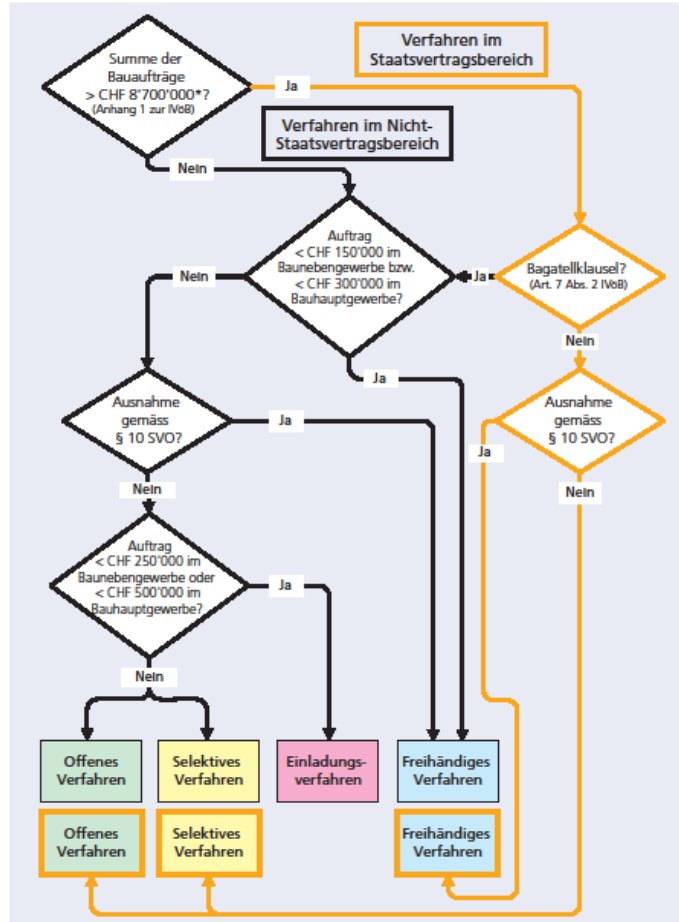 Summe der
Bauaufträge
> CHF 8'700'000*?
(Anhang 1 zur IVöB)
Ja
Verfahren im
Staatsvertragsbereich
Verfahren im Nicht-
Staatsvertragsbereich
Nein
Auftrag
< CHF 150'000 im
Baunebengewerbe bzw.
< CHF 300'000 im
Bauhauptgewerbe?
Nein
Ja
Bagatellklausel?
(Art. 7 Abs. 2 IVöB)
Nein
Ja
Ausnahme
gemäss
§ 10 SVO?
Ja
Ausnahme
gemäss
§ 10 SVO?
Ja
Nein
Nein
Auftrag
< CHF 250'000 im
Baunebengewerbe oder
< CHF 500'000 im
Bauhauptgewerbe?
Ja
Nein
Offenes
Verfahren
Selektives
Verfahren
Einladungs-
verfahren
Freihändiges
Verfahren
Offenes
Verfahren
Selektives
Verfahren
Freihändiges
Verfahren